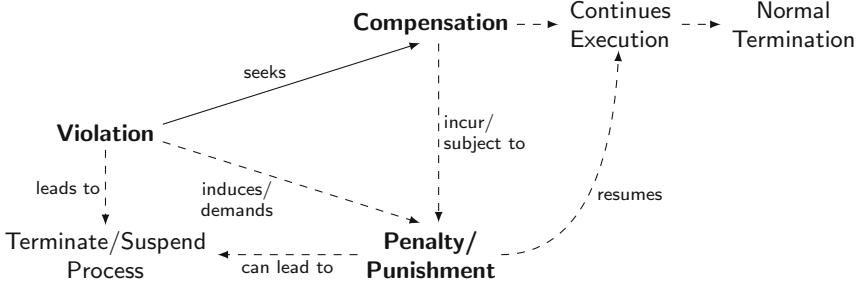 Compensation
Continues
Execution
Normal
Termination
seeks
Violation
incur/
subject to
leads to
induces/
demands
resumes
Terminate/Suspend
Process
can lead to
Penalty/
Punishment